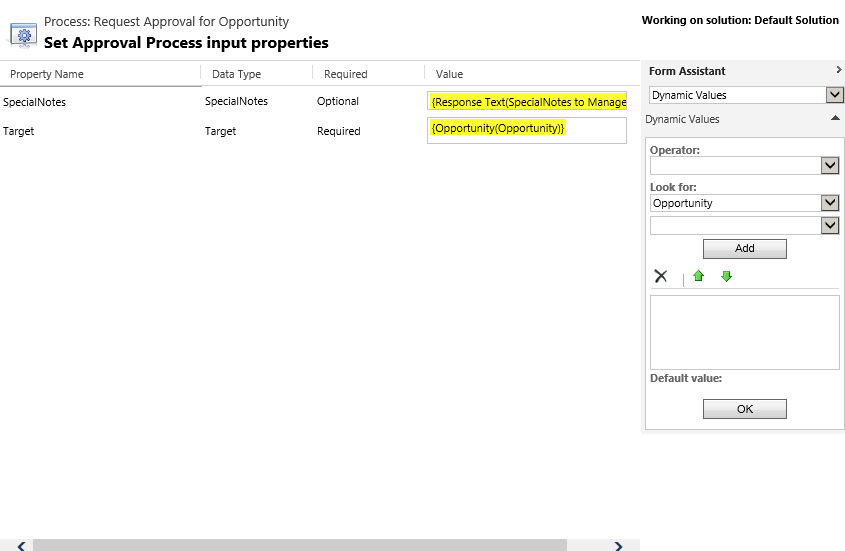 Process: Request Approval for Opportunity
Working on solution: Default Solution
Set Approval Process input properties
Property Name Data Type Required Value
SpecialNotes SpecialNotes Optional {Response Text(SpecialNotes to Manage
Target Target Required {Opportunity(Opportunity)}
Form Assistant
Dynamic Values
Dynamic Values
Operator:
Look for:
Opportunity
Add
Default value:
OK